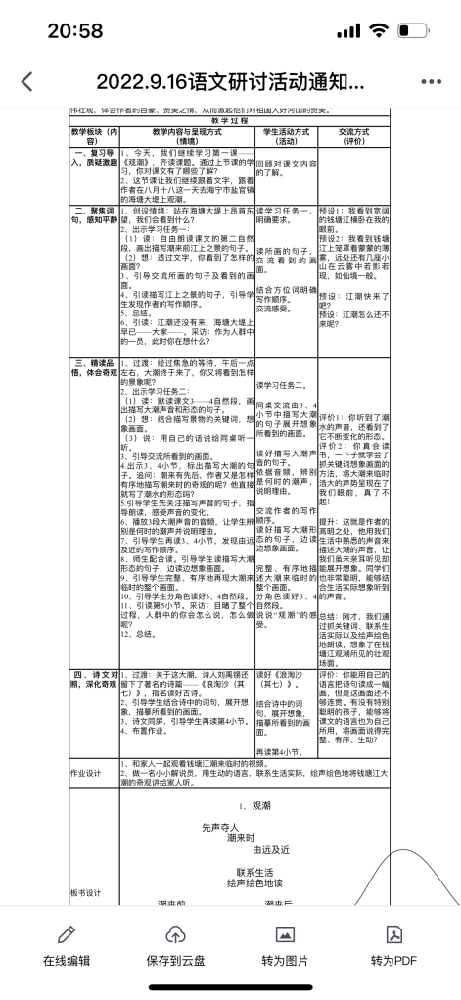 20:58
2022.9.16语文研讨活动通知...
伟壮观，体会作者的自豪、赞美之情，从而激起他们对祖国大好河山的赞美。
教学过程
教学板块（内容）
教学内容与呈现方式
（情境）
学生活动方式
（活动）
交流方式
（评价）
一、复习导入，质疑激趣
1、今天，我们继续学习第一课——
《观潮》，齐读课题。通过上节课的学
习，你对课文有了哪些了解？
2、这节课让我们继续跟着文字，跟着
作者在八月十八这一天去海宁市盐官镇
的海塘大堤上观潮。
回顾对课文内容
的了解。
二、聚焦词句，感知平静
1、创设情境：站在海塘大堤上昂首东
望，我们会看到什么？
2、出示学习任务一：
（1）读：自由朗读课文的第二自然
段，画出描写潮来前江上之景的句子。
（2）想：透过文字，你看到了怎样的
画面？
3、引导交流所画的句子及看到的画
面。
4、引读描写江上之景的句子，引导学
生发现作者的写作顺序。
5、总结。
6、引读：江潮还没有来，海塘大堤上
早已——大家——。采访：作为人群中
的一员，此时你在想什么？
读学习任务一，
明确要求。
读所画的句子，
交流看到的画
面。
结合方位词明确
写作顺序。
交流感受。
预设1：我看到宽阔
的钱塘江横卧在我的
眼前。
预设2：我看到钱塘
江上笼罩着蒙蒙的薄
雾，远处还有几座小
山在云雾中若影若
现，如仙境一般。
预设：江潮快来了
吧？
预设：江潮怎么还不
来呢？
三、精读品悟，体会奇观
1、过渡：经过焦急的等待，午后一点
左右，大潮终于来了，你又将看到怎样
的景象呢？
2、出示学习任务二：
（1）读：默读课文3——4自然段，画
出描写大潮声音和形态的句子。
（2）想：结合描写景物的关键词，想
象画面。
（3）说：用自己的话说给同桌听一
听。
3、引导交流所看到的画面。
4.出示3、4小节，标出描写大潮的句
子。追问：潮来有先后，作者又是怎样
有序地描写潮来时的奇观的呢？他直接
就写了潮水的形态吗？
5.引导学生先关注描写声音的句子，指
导朗读，感受声音的变化。
6、播放3段大潮声音的音频，让学生辨
别是何时的潮声并说明理由。
7、引导学生再读3、4小节，发现由远
及近的写作顺序。
8、师生配合读，引导学生读描写大潮
形态的句子，边读边想象画面。
9、引导学生完整、有序地再现大潮来
临时的整个画面。
10、引导学生分角色读好3、4自然段。
11、引读第5小节。采访：目睹了整个
过程，人群中的你会怎么说，怎么做
呢？
12、总结。
读学习任务二。
同桌交流由3、4
小节中描写大潮
的句子展开想象
所看到的画面。
读好描写大潮声
音的句子。
依据音频，辨别
是何时的潮声，
说明理由。
交流作者的写作
顺序。
读好描写大潮形
态的句子，边读
边想象画面。
完整、有序地描
述大潮来临时的
整个画面。
分角色读好3、4
自然段。
说说“观潮”的感
受。
评价1：你听到了潮
水的声音，还看到了
它不断变化的形态。
评价2：你真会读
书，一下子就学会了
抓关键词想象画面的
方法，将大潮来临时
浩大的声势呈现在了
我们眼前，真了不
起！
提升：这就是作者的
高明之处，他用我们
生活中熟悉的声音来
描述大潮的声音，让
我们虽未亲耳听见却
能展开想象。同学们
也非常聪明，能够结
合生活实际想象听到
的声音。
总结：刚才，我们通
过抓关键词、联系生
活实际以及绘声绘色
地朗读，想象了在钱
塘江观潮所见的壮观
场面。
四、诗文对照，深化奇观
1、过渡：关于这大潮，诗人刘禹锡还
留下了著名的诗篇——《浪淘沙（其
七）》，指名读好古诗。
2、引导学生结合诗中的词句，展开想
象，描摹所看到的画面。
3、诗文同屏，引导学生再读第4小节。
4、布置作业。
读好《浪淘沙
（其七）》。
结合诗中的词
句，展开想象，
描摹所看到的画
面。
再读第4小节。
评价：你能用自己的
语言把诗句读成一幅
画，但是这画面还不
够连贯。有没有特别
聪明的孩子，能够将
课文的语言也为自己
所用，将画面说得完
整、有序、生动？
作业设计
1、和家人一起观看钱塘江潮来临时的视频。
2、做一名小小解说员，用生动的语言，联系生活实际，绘声绘色地将钱塘江大
潮的奇观讲给家人听。
板书设计
1、观潮
先声夺人
潮来时
由远及近
联系生活
绘声绘色地读
潮来前
潮来后
在线编辑
保存到云盘
转为图片
转为PDF